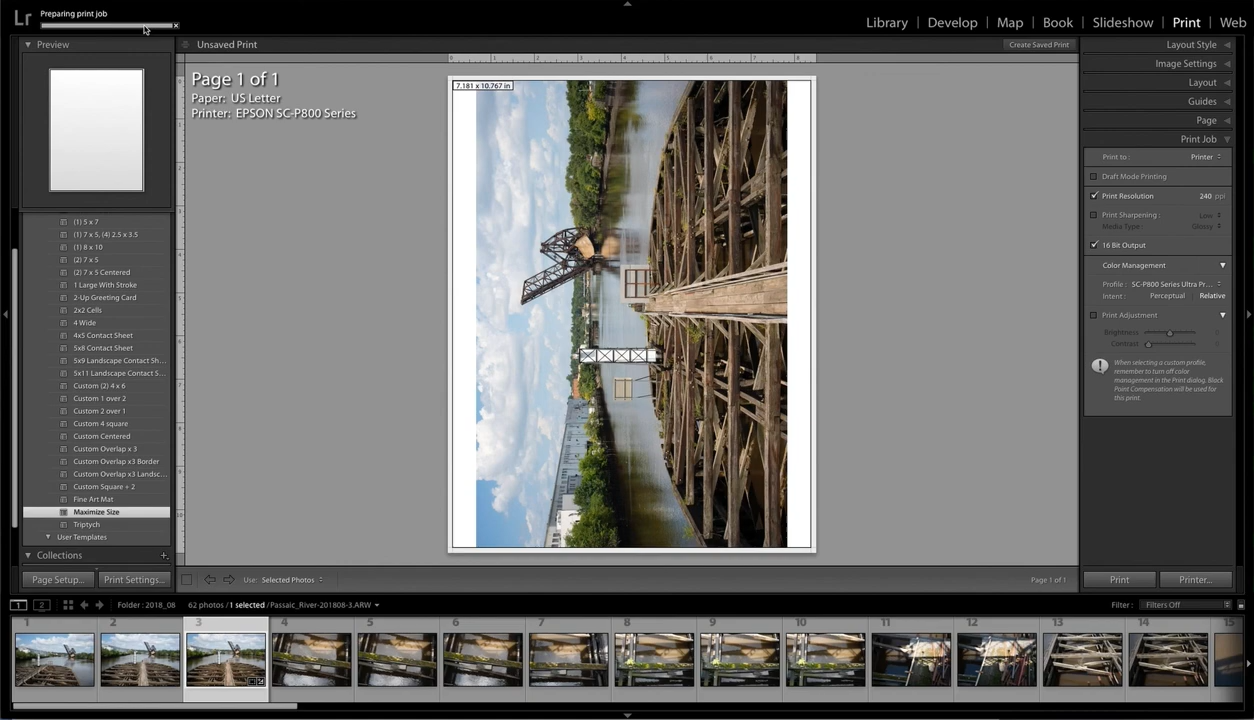 Lr
Preparing print job
Library | Develop | Map | Book | Slideshow | Print | Web
Preview
(1) 5 x 7
(1) 7 x 5, (4) 2.5 x 3.5
(1) 8 x 10
(2) 7 x 5
(2) 7 x 5 Centered
1 Large With Stroke
2-Up Greeting Card
2x2 Cells
4 Wide
4x5 Contact Sheet
5x8 Contact Sheet
5x9 Landscape Contact Sh...
5x11 Landscape Contact S...
Custom (2) 4 x 6
Custom 1 over 2
Custom 2 over 1
Custom 4 square
Custom Centered
Custom Overlap x 3
Custom Overlap x3 Border
Custom Overlap x3 Landsc...
Custom Square + 2
Fine Art Mat
Maximize Size
Triptych
User Templates
Collections +
Page Setup... Print Settings...
Unsaved Print Create Saved Print
0 1 2 3 4 5 6 7 8
Page 1 of 1
Paper: US Letter
Printer: EPSON SC-P800 Series
7.181 x 10.767 in
Use: Selected Photos Page 1 of 1
Layout Style
Image Settings
Layout
Guides
Page
Print Job
Print to : Printer
Draft Mode Printing
Print Resolution 240 ppi
Print Sharpening : Low
Media Type : Glossy
16 Bit Output
Color Management
Profile : SC-P800 Series Ultra Pr...
Intent : Perceptual Relative
Print Adjustment
Brightness 0
Contrast 0
When selecting a custom profile,
remember to turn off color
management in the Print dialog. Black
Point Compensation will be used for
this print.
Print Printer...
1 2 Folder : 2018_08 62 photos / 1 selected / Passaic_River-201808-3.ARW Filter : Filters Off
1 2 3 4 5 6 7 8 9 10 11 12 13 14 15